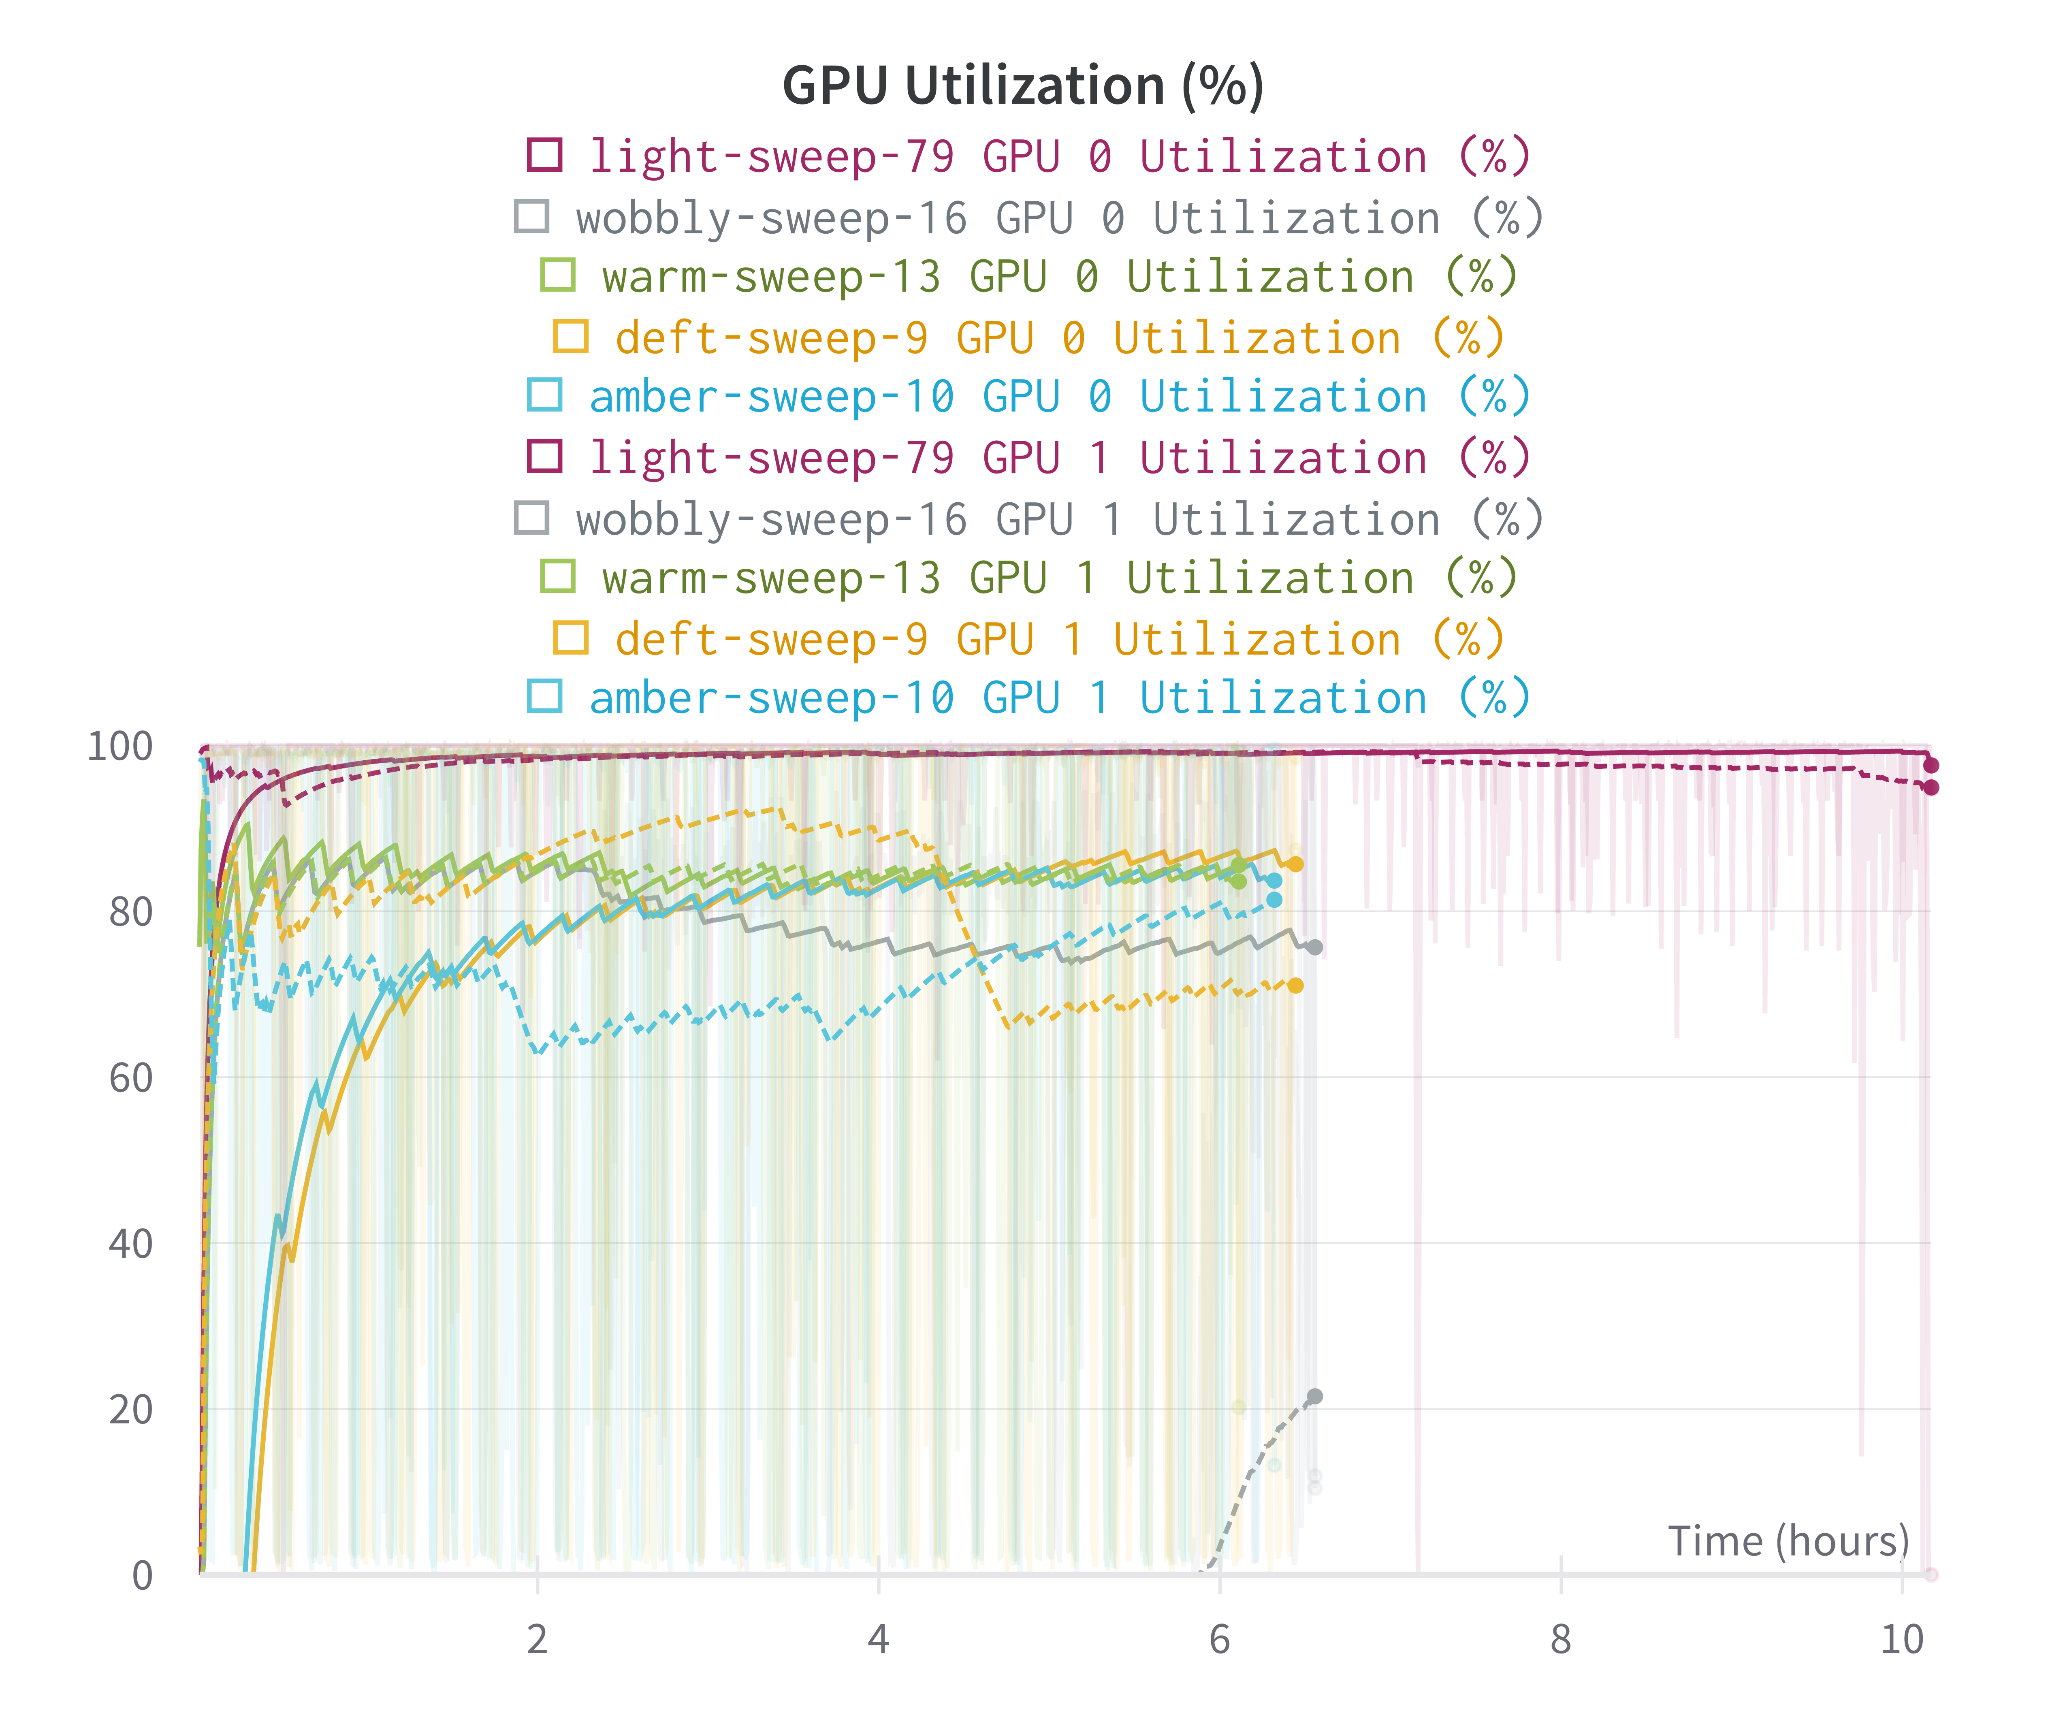 GPU Utilization (%)
light-sweep-79 GPU 0 Utilization (%)
wobbly-sweep-16 GPU 0 Utilization (%)
warm-sweep-13 GPU 0 Utilization (%)
deft-sweep-9 GPU 0 Utilization (%)
amber-sweep-10 GPU 0 Utilization (%)
light-sweep-79 GPU 1 Utilization (%)
wobbly-sweep-16 GPU 1 Utilization (%)
warm-sweep-13 GPU 1 Utilization (%)
deft-sweep-9 GPU 1 Utilization (%)
amber-sweep-10 GPU 1 Utilization (%)
100
80
60
40
20
Time (hours)
0
2 4 6 8 10